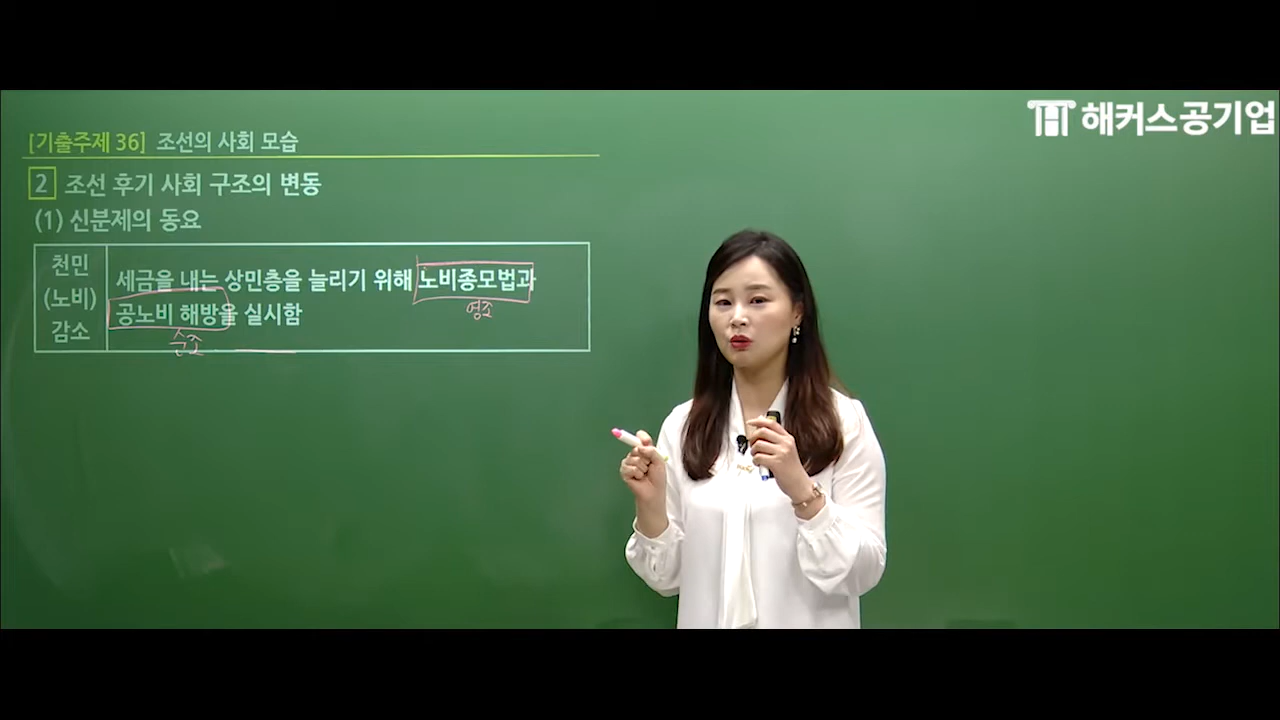 해커스공기업
[기출주제 36] 조선의 사회 모습
2 조선 후기 사회 구조의 변동
(1) 신분제의 동요
천민
(노비)
감소
세금을 내는 상민층을 늘리기 위해 노비종모법과
공노비 해방을 실시함
영조
순조